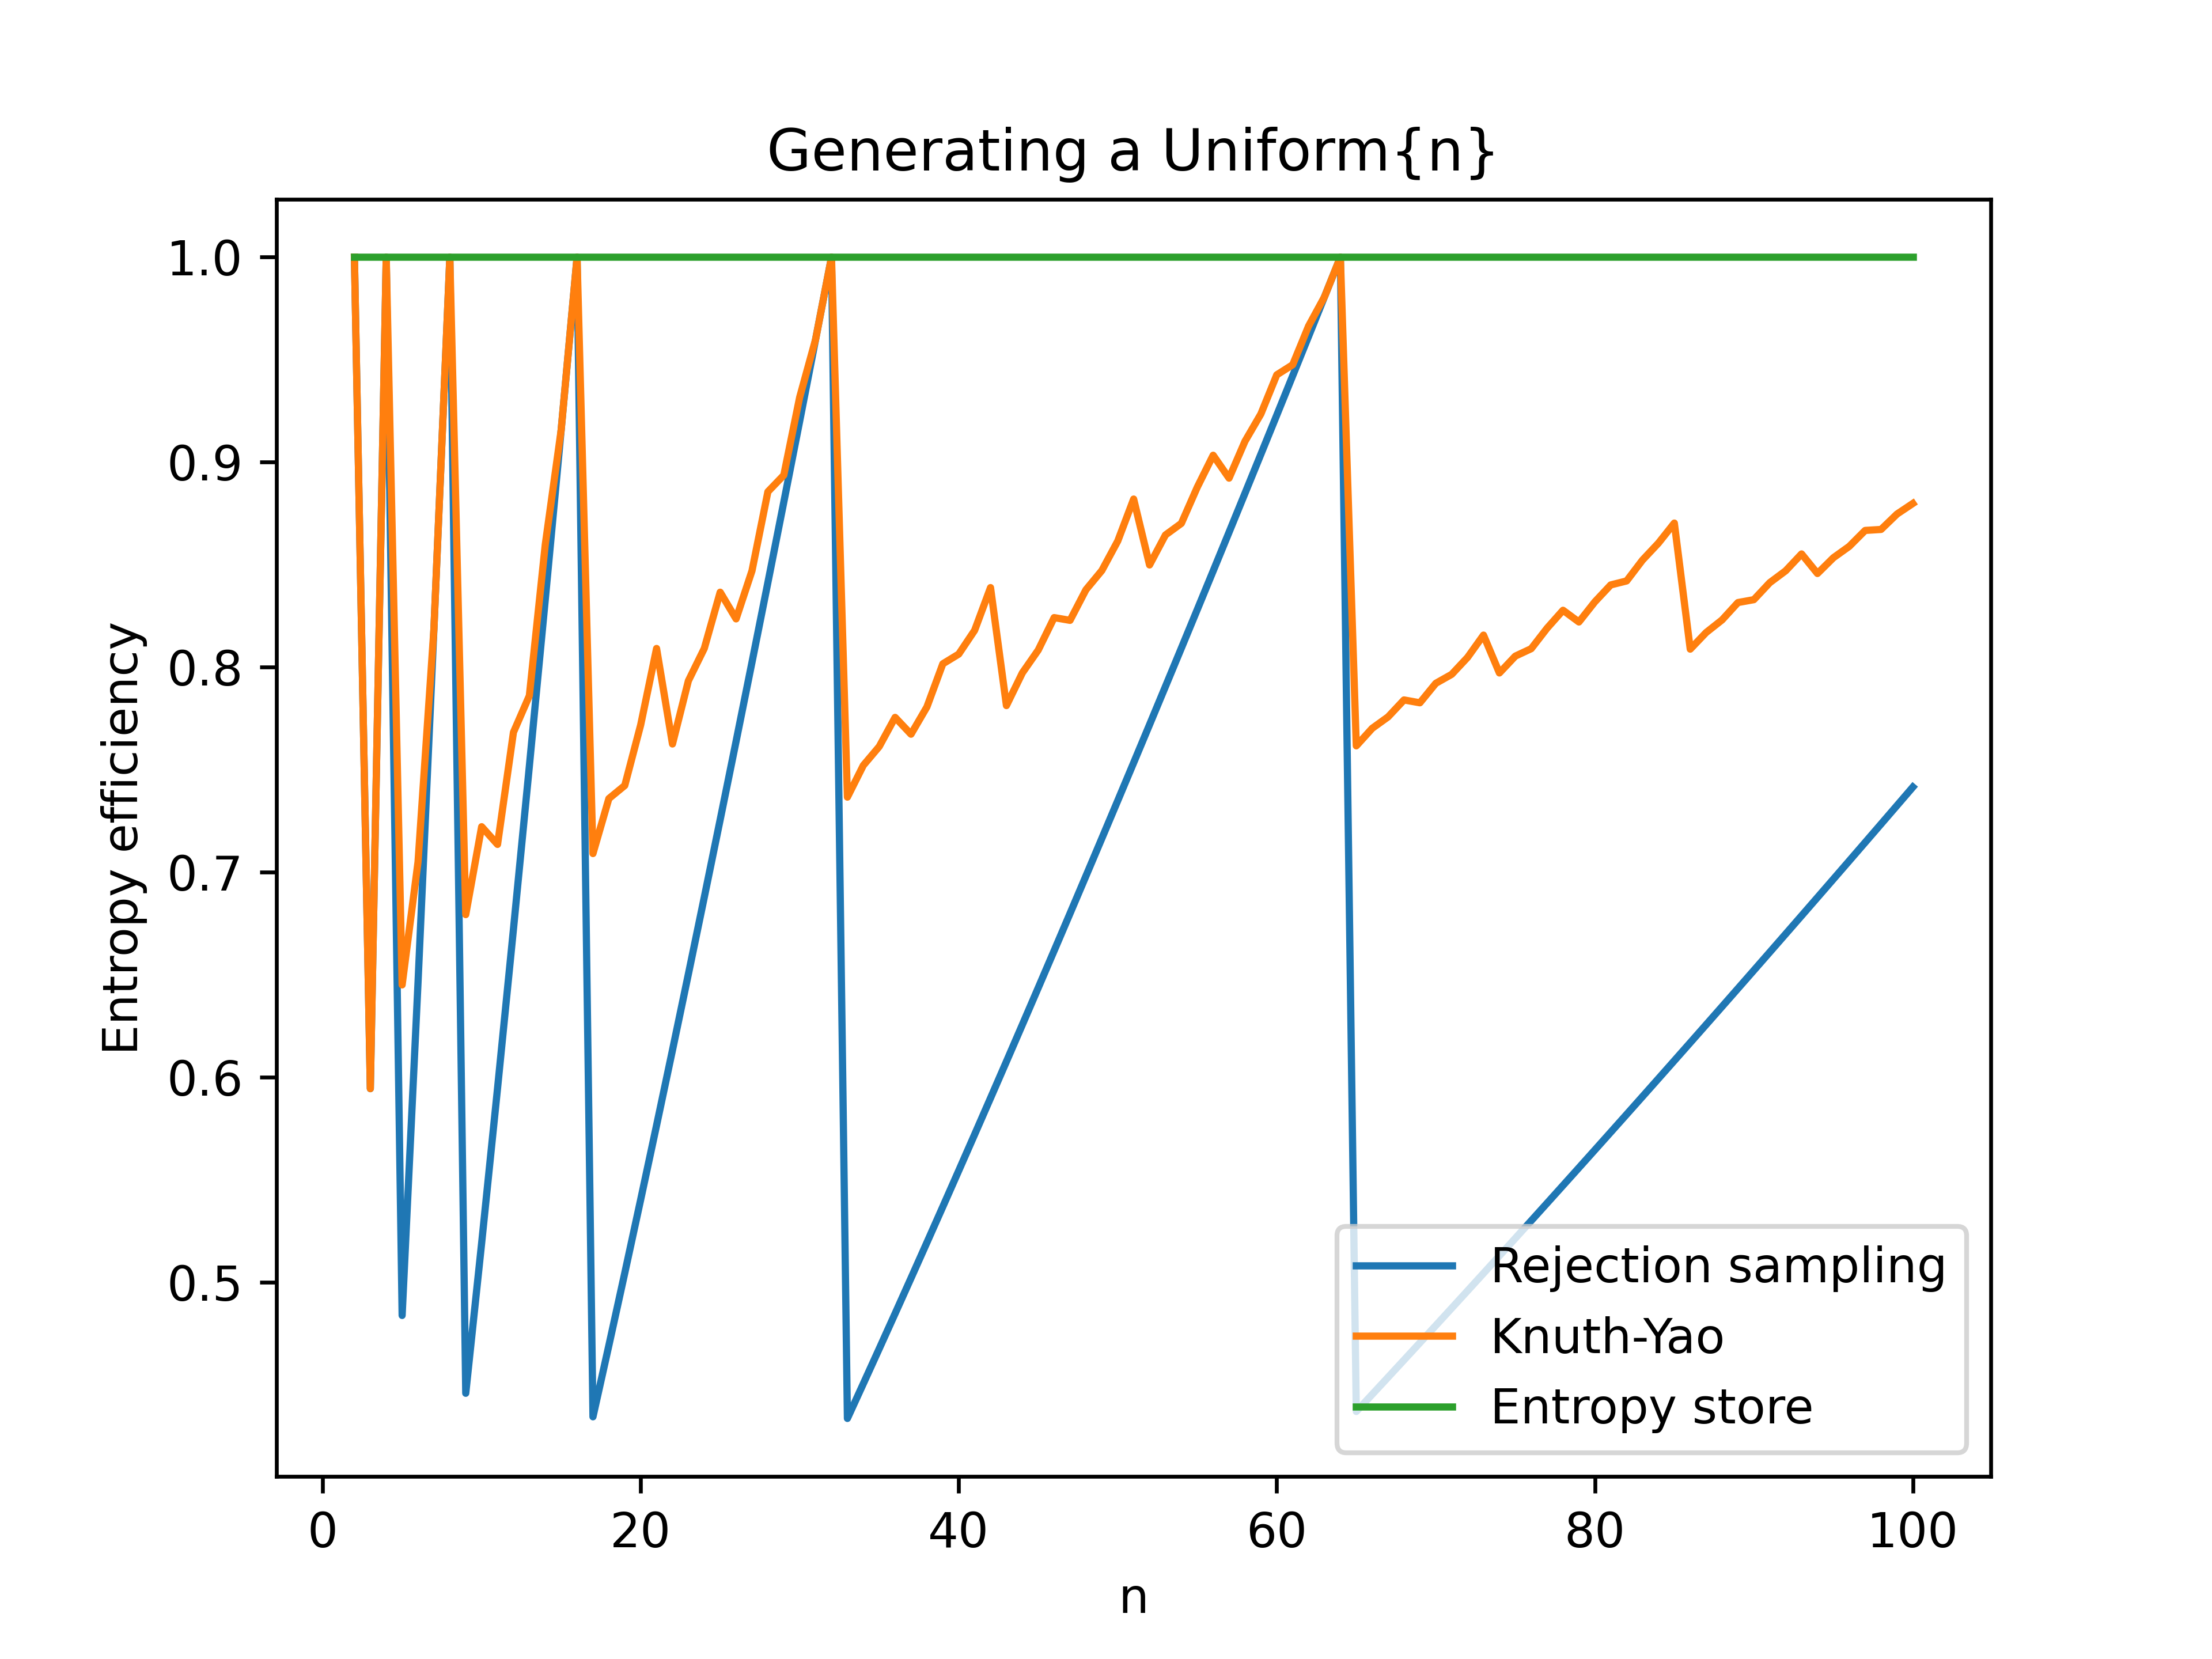 Generating a Uniform{n}
Entropy efficiency
1.0
0.9
0.8
0.7
0.6
0.5
0 20 40 60 80 100
n
Rejection sampling
Knuth-Yao
Entropy store